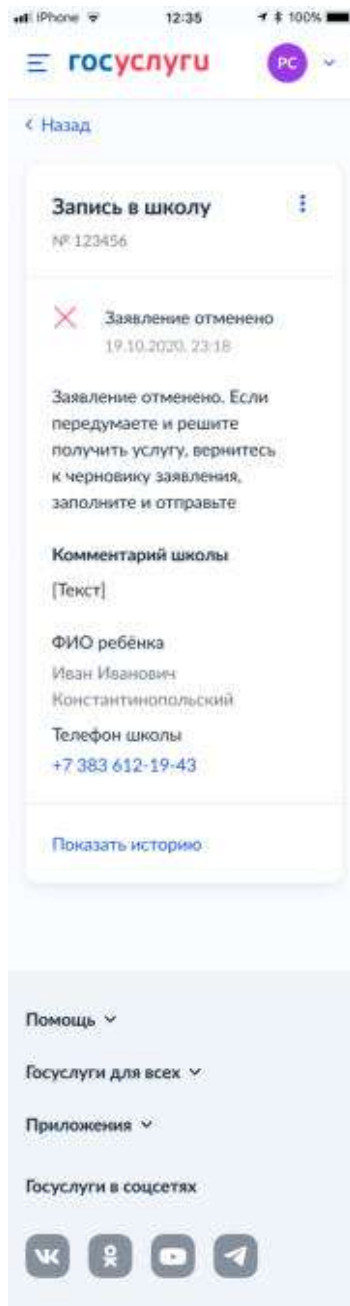 iPhone 12:35 100%
госуслуги РС
Назад
Запись в школу
№ 123456
Заявление отменено
19.10.2020, 23:18
Заявление отменено. Если
передумаете и решите
получить услугу, вернитесь
к черновику заявления,
заполните и отправьте
Комментарий школы
[Текст]
ФИО ребёнка
Иван Иванович
Константинопольский
Телефон школы
+7 383 612-19-43
Показать историю
Помощь
Госуслуги для всех
Приложения
Госуслуги в соцсетях